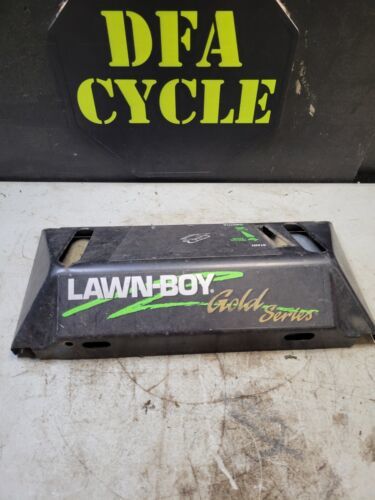 DFA
CYCLE
LAWN-BOY®
Gold Series